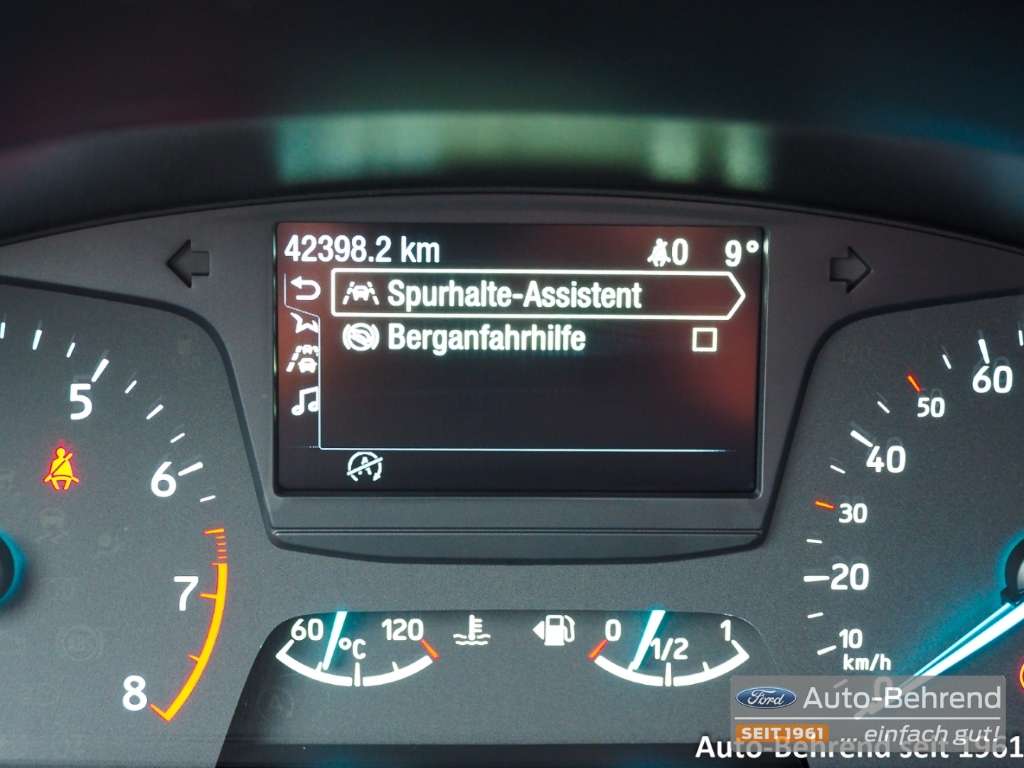 42398.2 km
0
9°
Spurhalte-Assistent
Berganfahrhilfe
A
5
6
7
8
60
50
40
30
20
10
km/h
0
60
120
°C
0
1/2
1
Ford
Auto-Behrend
SEIT 1961
... einfach gut!
Auto-Behrend seit 1961